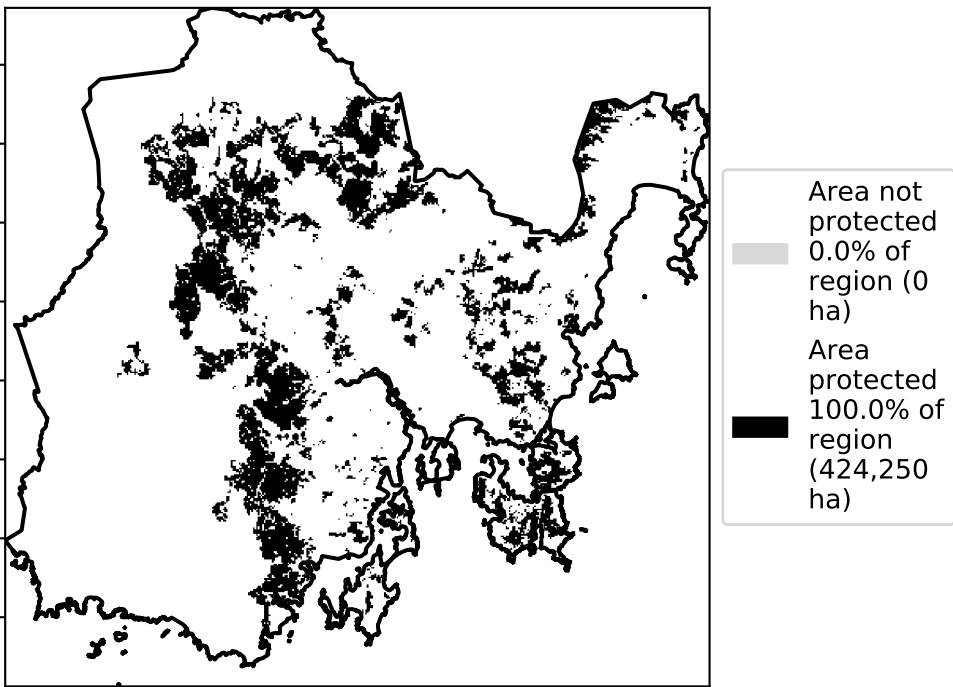 Area not
protected
0.0% of
region (0
ha)
Area
protected
100.0% of
region
(424,250
ha)